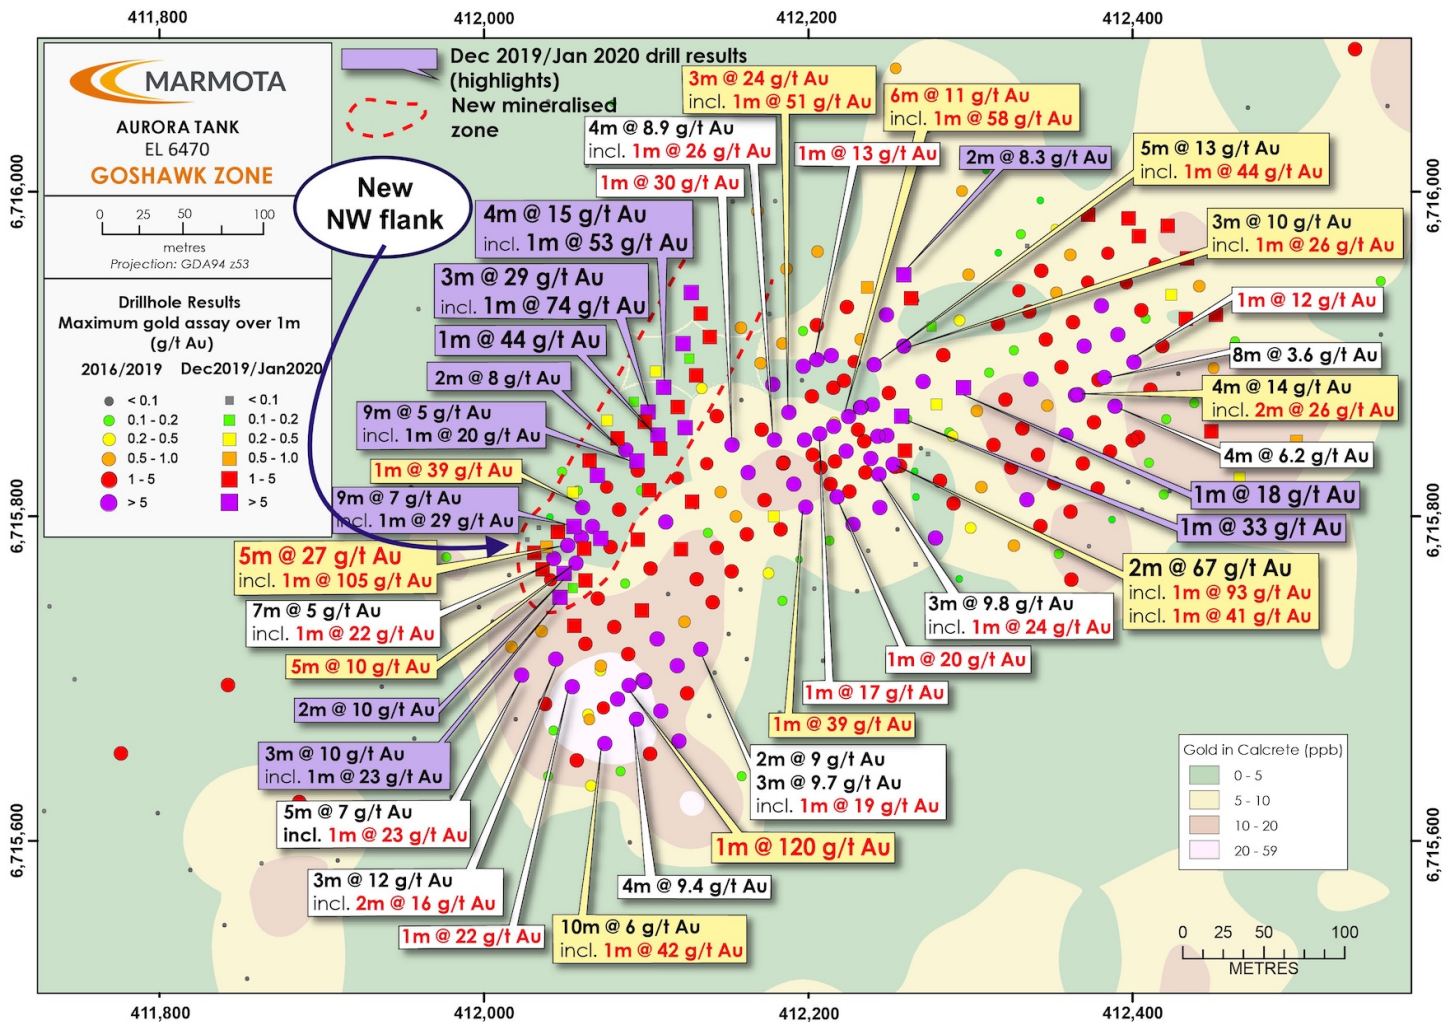 411,800
412,000
412,200
412,400
6,716,000
6,715,800
6,715,600
MARMOTA
AURORA TANK
EL 6470
GOSHAWK ZONE
0 25 50 100
metres
Projection: GDA94 z53
Drillhole Results
Maximum gold assay over 1m
(g/t Au)
2016/2019 Dec2019/Jan2020
< 0.1 < 0.1
0.1 - 0.2 0.1 - 0.2
0.2 - 0.5 0.2 - 0.5
0.5 - 1.0 0.5 - 1.0
1 - 5 1 - 5
> 5 > 5
Dec 2019/Jan 2020 drill results
(highlights)
New mineralised
zone
New
NW flank
3m @ 24 g/t Au
incl. 1m @ 51 g/t Au
6m @ 11 g/t Au
incl. 1m @ 58 g/t Au
4m @ 8.9 g/t Au
incl. 1m @ 26 g/t Au
1m @ 13 g/t Au
2m @ 8.3 g/t Au
5m @ 13 g/t Au
incl. 1m @ 44 g/t Au
1m @ 30 g/t Au
4m @ 15 g/t Au
incl. 1m @ 53 g/t Au
3m @ 10 g/t Au
incl. 1m @ 26 g/t Au
3m @ 29 g/t Au
incl. 1m @ 74 g/t Au
1m @ 12 g/t Au
1m @ 44 g/t Au
8m @ 3.6 g/t Au
2m @ 8 g/t Au
4m @ 14 g/t Au
incl. 2m @ 26 g/t Au
9m @ 5 g/t Au
incl. 1m @ 20 g/t Au
4m @ 6.2 g/t Au
1m @ 39 g/t Au
1m @ 18 g/t Au
9m @ 7 g/t Au
incl. 1m @ 29 g/t Au
1m @ 33 g/t Au
5m @ 27 g/t Au
incl. 1m @ 105 g/t Au
2m @ 67 g/t Au
incl. 1m @ 93 g/t Au
incl. 1m @ 41 g/t Au
7m @ 5 g/t Au
incl. 1m @ 22 g/t Au
3m @ 9.8 g/t Au
incl. 1m @ 24 g/t Au
5m @ 10 g/t Au
1m @ 20 g/t Au
1m @ 17 g/t Au
2m @ 10 g/t Au
1m @ 39 g/t Au
3m @ 10 g/t Au
incl. 1m @ 23 g/t Au
2m @ 9 g/t Au
3m @ 9.7 g/t Au
incl. 1m @ 19 g/t Au
5m @ 7 g/t Au
incl. 1m @ 23 g/t Au
1m @ 120 g/t Au
3m @ 12 g/t Au
incl. 2m @ 16 g/t Au
4m @ 9.4 g/t Au
1m @ 22 g/t Au
10m @ 6 g/t Au
incl. 1m @ 42 g/t Au
Gold in Calcrete (ppb)
0 - 5
5 - 10
10 - 20
20 - 59
0 25 50 100
METRES
6,716,000
6,715,800
6,715,600
411,800
412,000
412,200
412,400